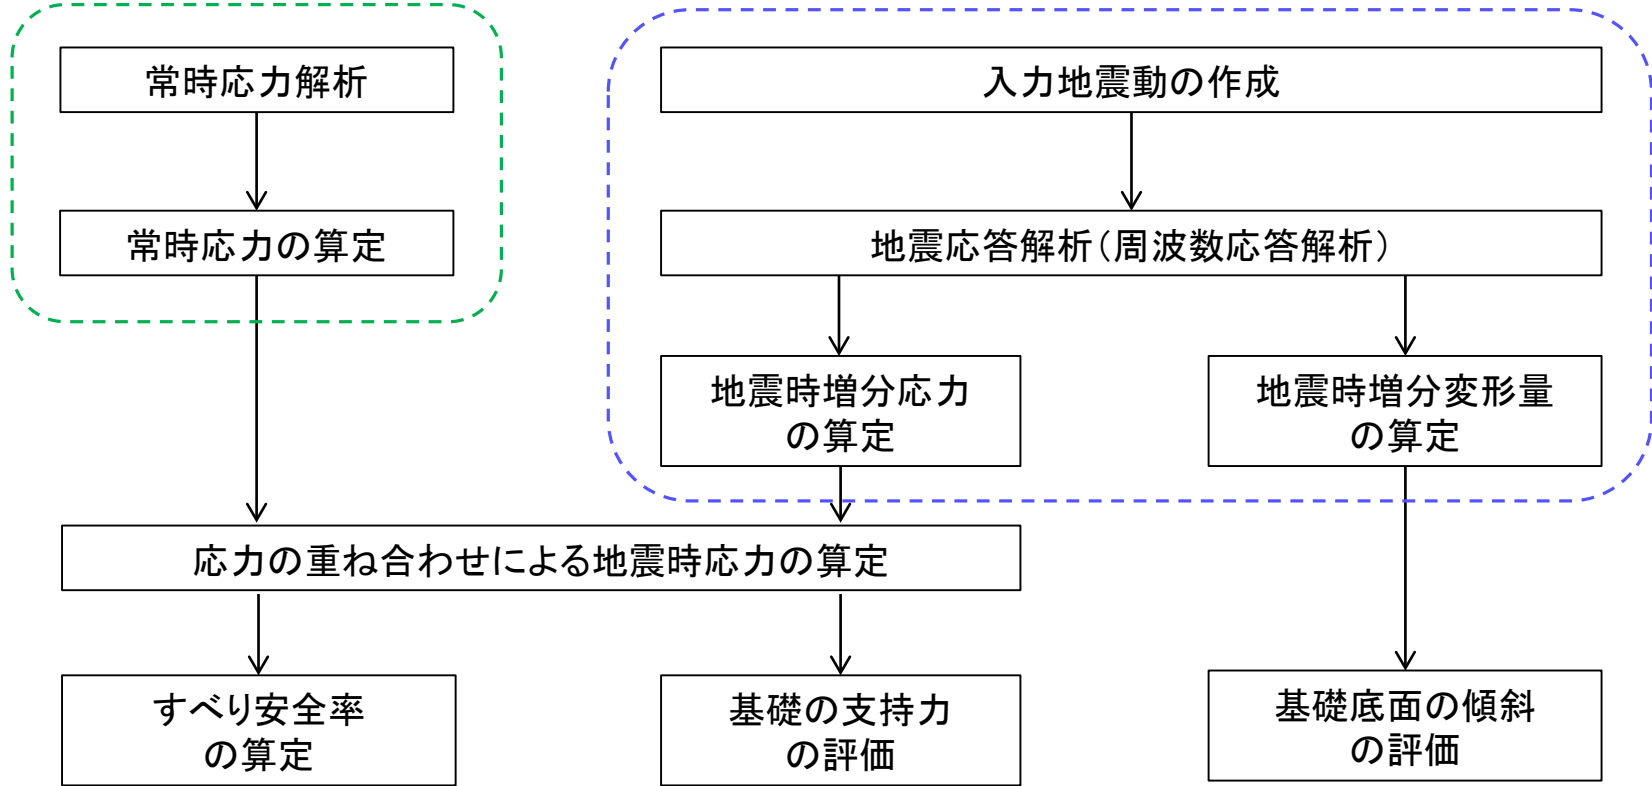 常時応力解析
入力地震動の作成
常時応力の算定
地震応答解析(周波数応答解析)
地震時増分応力
の算定
地震時増分変形量
の算定
応力の重ね合わせによる地震時応力の算定
すべり安全率
の算定
基礎の支持力
の評価
基礎底面の傾斜
の評価